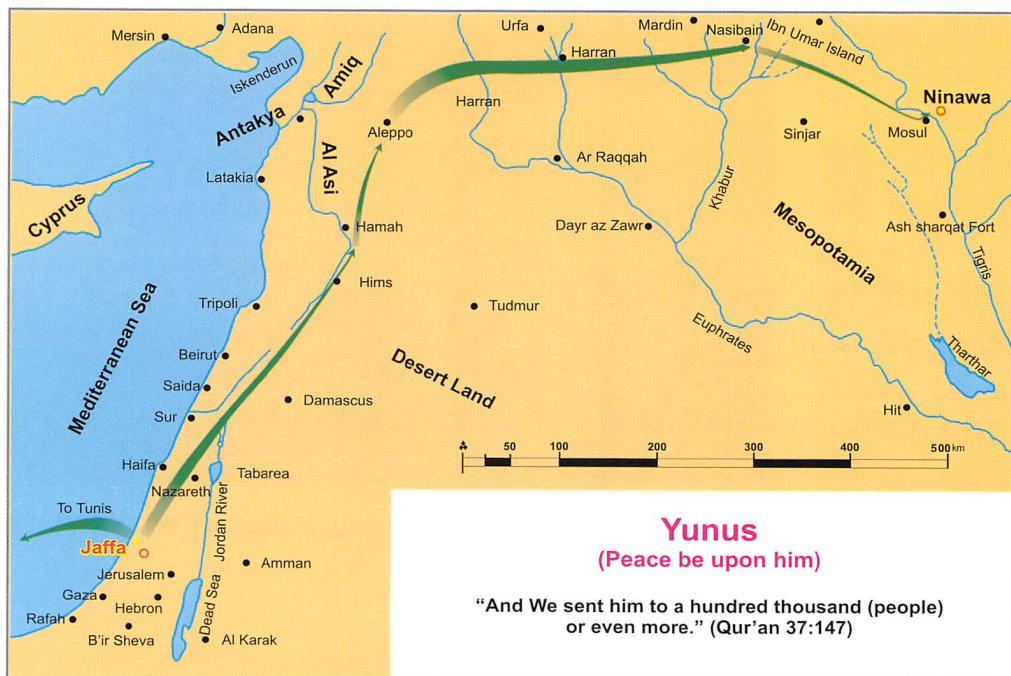 Mersin
Adana
Iskenderun
Amiq
Antakya
Urfa
Mardin
Nasibain
Ibn Umar Island
Harran
Harran
Aleppo
Ninawa
Mosul
Sinjar
Ar Raqqah
Al Asi
Latakia
Cyprus
Khabur
Mesopotamia
Hamah
Dayr az Zawr
Ash sharqat Fort
Tigris
Hims
Tudmur
Tripoli
Euphrates
Mediterranean Sea
Beirut
Desert Land
Tharthar
Saida
Damascus
Sur
Hit
50 100 200 300 400 500 km
Haifa
Nazareth
Tabarea
To Tunis
Jordan River
Jaffa
Jerusalem
Amman
Gaza
Hebron
Dead Sea
Rafah
B'ir Sheva
Al Karak
Yunus
(Peace be upon him)
“And We sent him to a hundred thousand (people)
or even more.” (Qur’an 37:147)